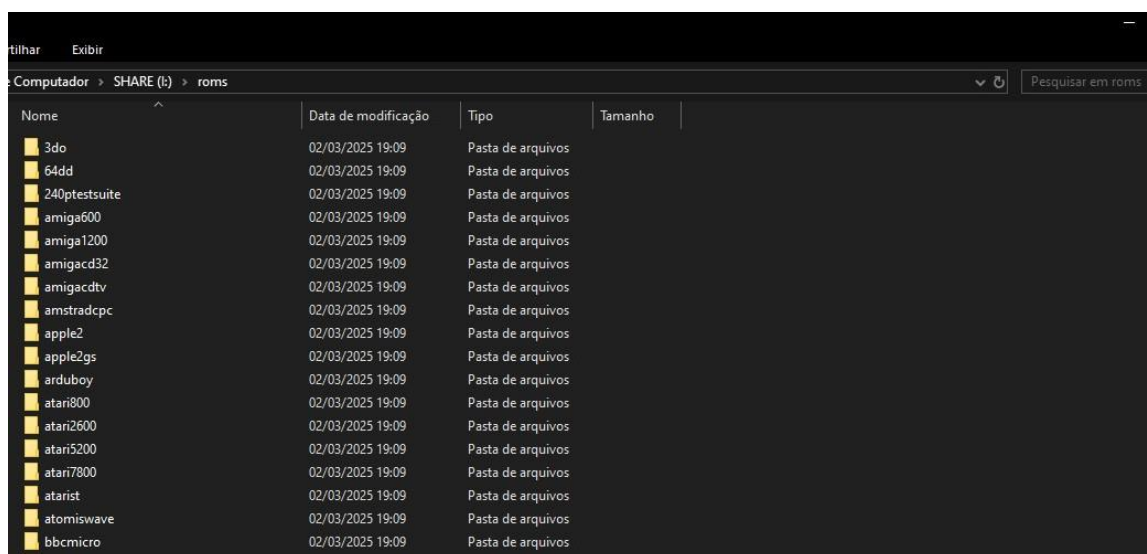 rtilhar Exibir
Computador > SHARE (I:) > roms Pesquisar em roms
Nome Data de modificação Tipo Tamanho
3do 02/03/2025 19:09 Pasta de arquivos
64dd 02/03/2025 19:09 Pasta de arquivos
240ptestsuite 02/03/2025 19:09 Pasta de arquivos
amiga600 02/03/2025 19:09 Pasta de arquivos
amiga1200 02/03/2025 19:09 Pasta de arquivos
amigacd32 02/03/2025 19:09 Pasta de arquivos
amigacdtv 02/03/2025 19:09 Pasta de arquivos
amstradcpc 02/03/2025 19:09 Pasta de arquivos
apple2 02/03/2025 19:09 Pasta de arquivos
apple2gs 02/03/2025 19:09 Pasta de arquivos
arduboy 02/03/2025 19:09 Pasta de arquivos
atari800 02/03/2025 19:09 Pasta de arquivos
atari2600 02/03/2025 19:09 Pasta de arquivos
atari5200 02/03/2025 19:09 Pasta de arquivos
atari7800 02/03/2025 19:09 Pasta de arquivos
atarist 02/03/2025 19:09 Pasta de arquivos
atomiswave 02/03/2025 19:09 Pasta de arquivos
bbcmicro 02/03/2025 19:09 Pasta de arquivos